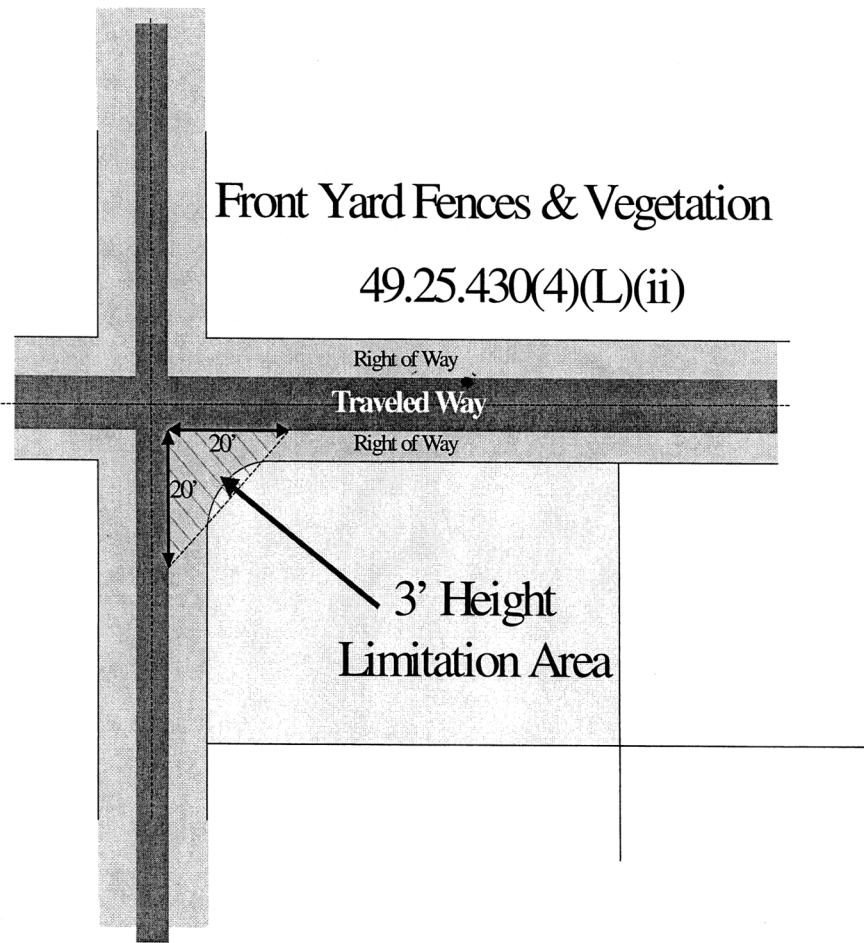 Front Yard Fences & Vegetation
49.25.430(4)(L)(ii)
Right of Way
Traveled Way
Right of Way
20’
20’
3’ Height
Limitation Area